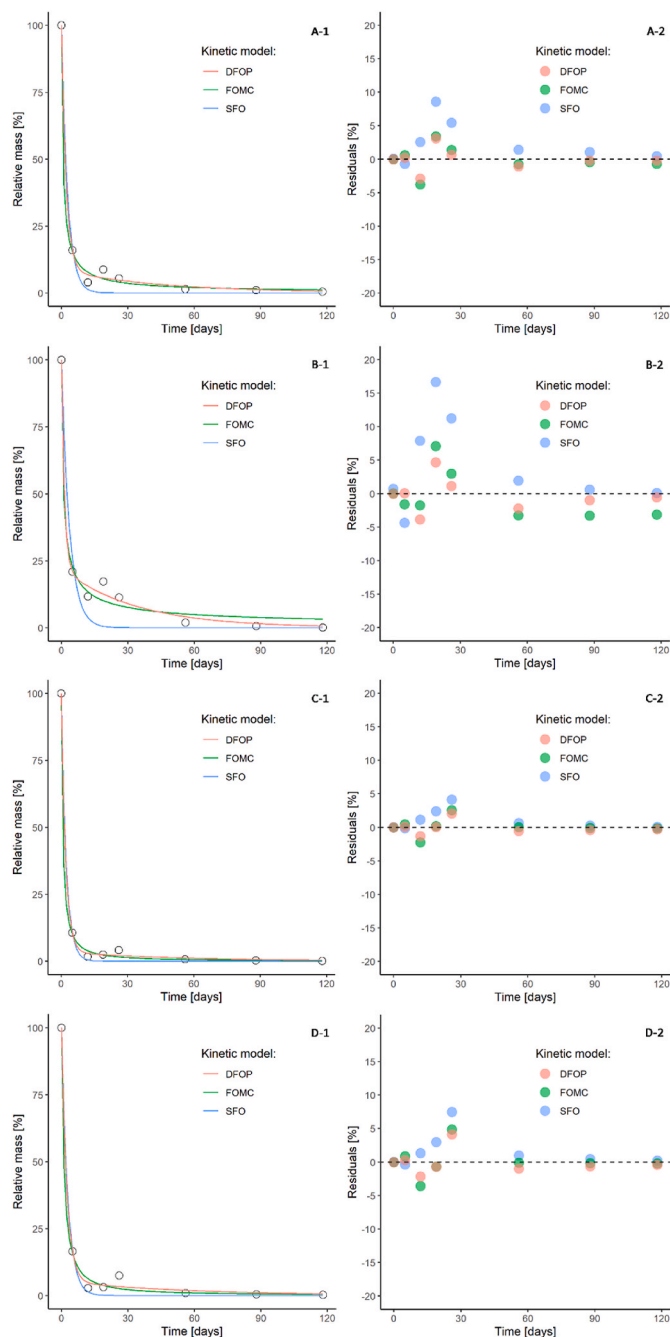 A-1
Kinetic model:
DFOP
FOMC
SFO
Relative mass [%]
100
75
50
25
0
0 30 60 90 120
Time [days]
A-2
Kinetic model:
DFOP
FOMC
SFO
Residuals [%]
20
15
10
5
0
-5
-10
-15
-20
0 30 60 90 120
Time [days]
B-1
Kinetic model:
DFOP
FOMC
SFO
Relative mass [%]
100
75
50
25
0
0 30 60 90 120
Time [days]
B-2
Kinetic model:
DFOP
FOMC
SFO
Residuals [%]
20
15
10
5
0
-5
-10
-15
-20
0 30 60 90 120
Time [days]
C-1
Kinetic model:
DFOP
FOMC
SFO
Relative mass [%]
100
75
50
25
0
0 30 60 90 120
Time [days]
C-2
Kinetic model:
DFOP
FOMC
SFO
Residuals [%]
20
15
10
5
0
-5
-10
-15
-20
0 30 60 90 120
Time [days]
D-1
Kinetic model:
DFOP
FOMC
SFO
Relative mass [%]
100
75
50
25
0
0 30 60 90 120
Time [days]
D-2
Kinetic model:
DFOP
FOMC
SFO
Residuals [%]
20
15
10
5
0
-5
-10
-15
-20
0 30 60 90 120
Time [days]